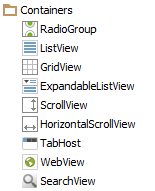 Containers
RadioGroup
ListView
GridView
ExpandableListView
ScrollView
HorizontalScrollView
TabHost
WebView
SearchView